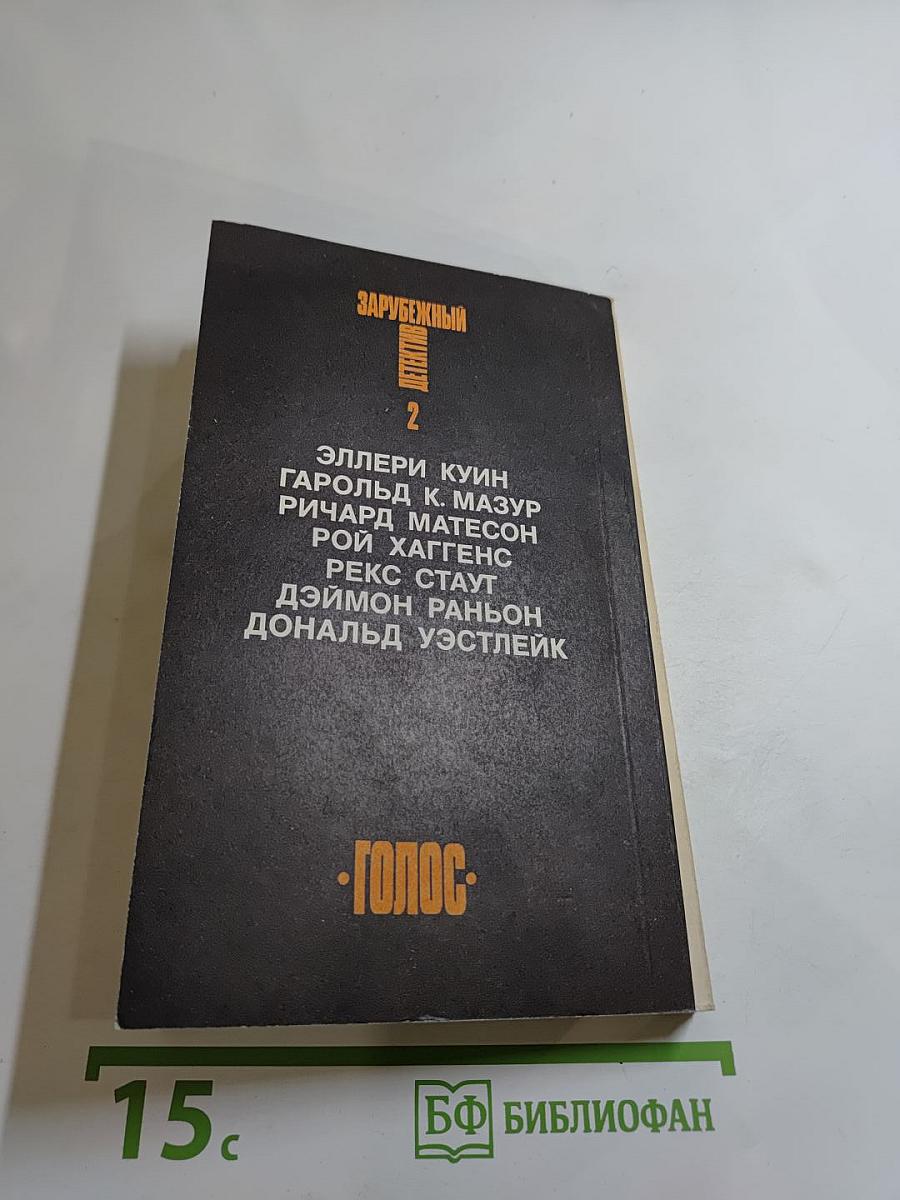 ЗАРУБЕЖНЫЙ
ДЕТЕКТИВ
2
ЭЛЛЕРИ КУИН
ГАРОЛЬД К. МАЗУР
РИЧАРД МАТЕСОН
РОЙ ХАГГЕНС
РЕКС СТАУТ
ДЭЙМОН РАНЬОН
ДОНАЛЬД УЭСТЛЕЙК
·ГОЛОС·
15 с
БФ БИБЛИОФАН